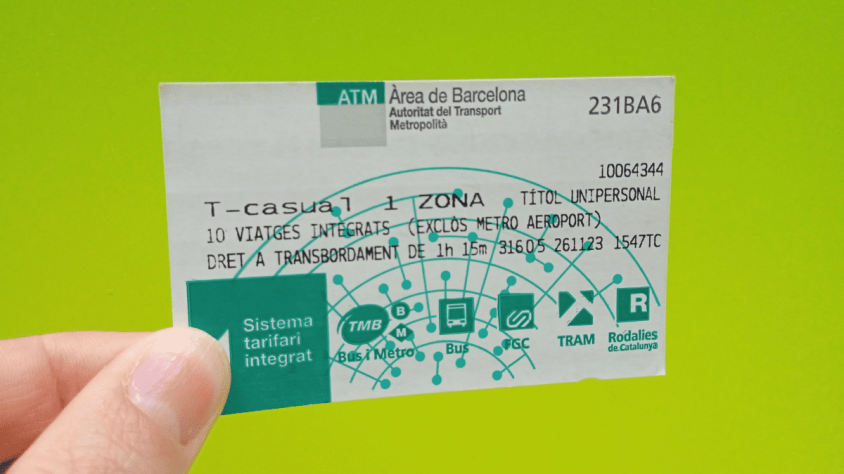 ATM Àrea de Barcelona
Autoritat del Transport
Metropolità
231BA6
10064344
T-casual 1 ZONA TÍTOL UNIPERSONAL
10 VIATGES INTEGRATS (EXCLÒS METRO AEROPORT)
DRET A TRANSBORDAMENT DE 1h 15m 31605 261123 1547TC
Sistema
tarifari
integrat
TMB B M
Bus i Metro
Bus
FGC
TRAM
R
Rodalies
de Catalunya